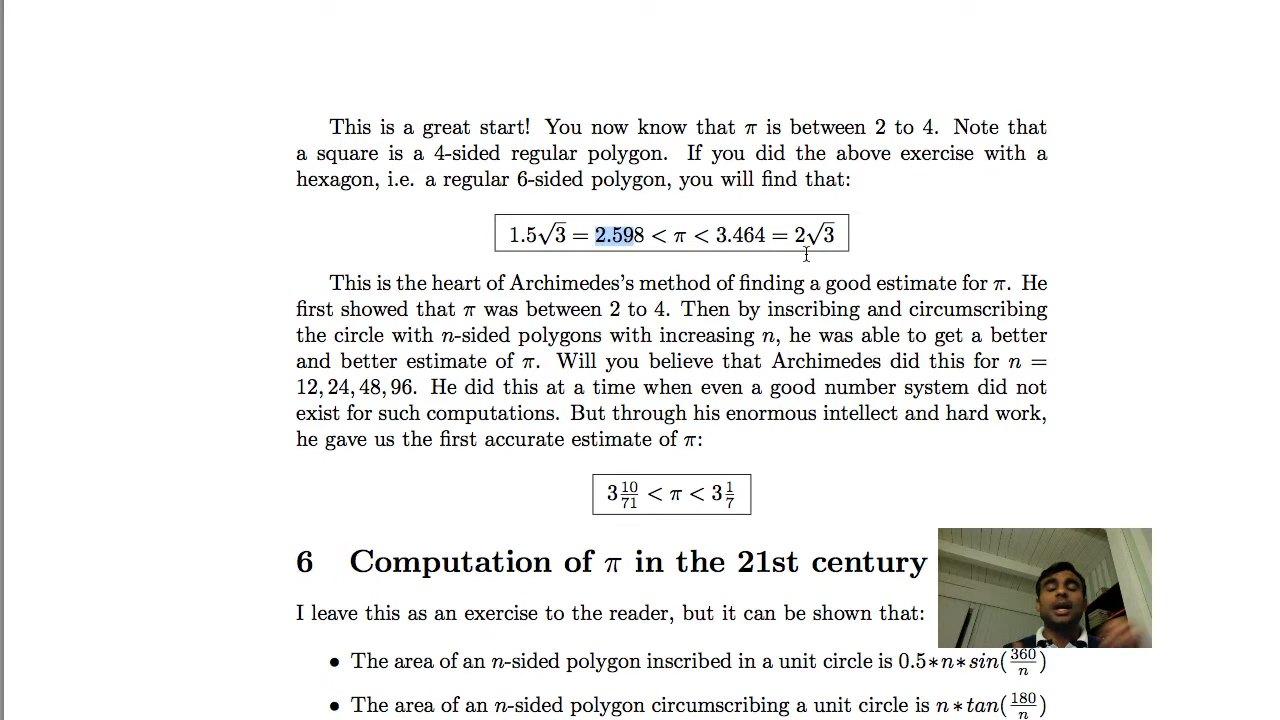 This is a great start! You now know that π is between 2 to 4. Note that
a square is a 4-sided regular polygon. If you did the above exercise with a
hexagon, i.e. a regular 6-sided polygon, you will find that:
1.5√3 = 2.598 < π < 3.464 = 2√3
This is the heart of Archimedes's method of finding a good estimate for π. He
first showed that π was between 2 to 4. Then by inscribing and circumscribing
the circle with n-sided polygons with increasing n, he was able to get a better
and better estimate of π. Will you believe that Archimedes did this for n =
12, 24, 48, 96. He did this at a time when even a good number system did not
exist for such computations. But through his enormous intellect and hard work,
he gave us the first accurate estimate of π:
3 10/71 < π < 3 1/7
6 Computation of π in the 21st century
I leave this as an exercise to the reader, but it can be shown that:
• The area of an n-sided polygon inscribed in a unit circle is 0.5*n*sin(360/n)
• The area of an n-sided polygon circumscribing a unit circle is n*tan(180/n)